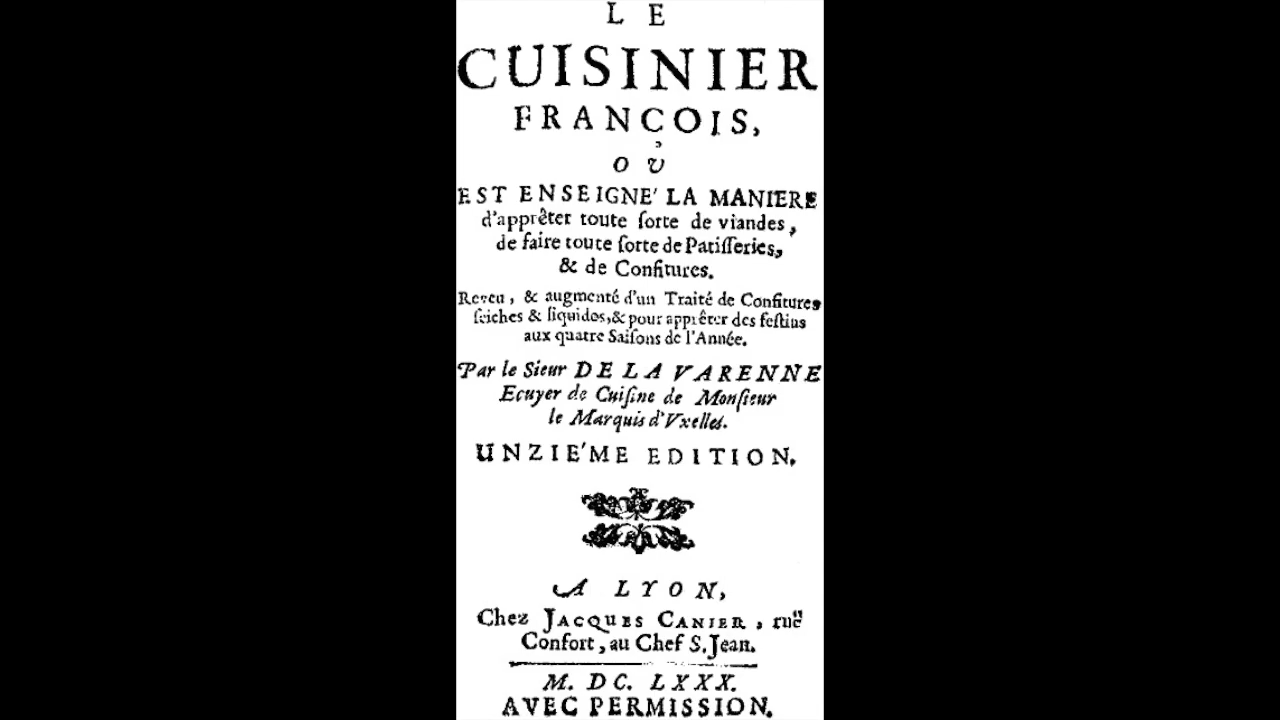 LE
CUISINIER
FRANÇOIS,
OU
EST ENSEIGNE' LA MANIERE
d'apprêter toute ſorte de viandes,
de faire toute ſorte de Patiſſeries,
& de Confitures.
Reveu, & augmenté d'un Traité de Confitures
ſeiches & liquides, & pour apprêter des feſtins
aux quatre Saiſons de l'Année.
Par le Sieur DE LA VARENNE
Ecuyer de Cuiſine de Monſieur
le Marquis d'Vxelles.
UNZIE'ME EDITION.
A LYON,
Chez JACQUES CANIER, ruë
Confort, au Chef S. Jean.
M. DC. LXXX.
AVEC PERMISSION.